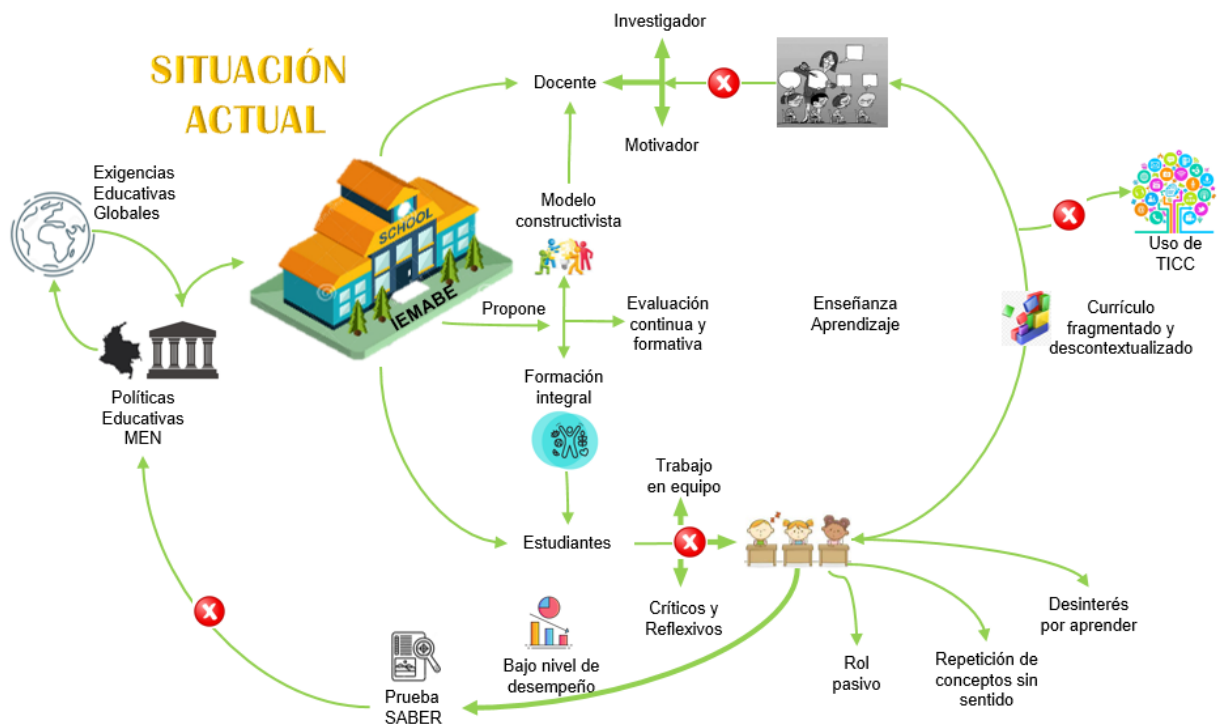 SITUACIÓN
ACTUAL
Investigador
Docente
Motivador
Exigencias
Educativas
Globales
SCHOOL
IEMABE
Modelo
constructivista
Propone
Evaluación
continua y
formativa
Enseñanza
Aprendizaje
Uso de
TICC
Currículo
fragmentado y
descontextualizado
Políticas
Educativas
MEN
Formación
integral
Trabajo
en equipo
Estudiantes
Críticos y
Reflexivos
Desinterés
por aprender
Rol
pasivo
Repetición de
conceptos sin
sentido
Bajo nivel de
desempeño
Prueba
SABER